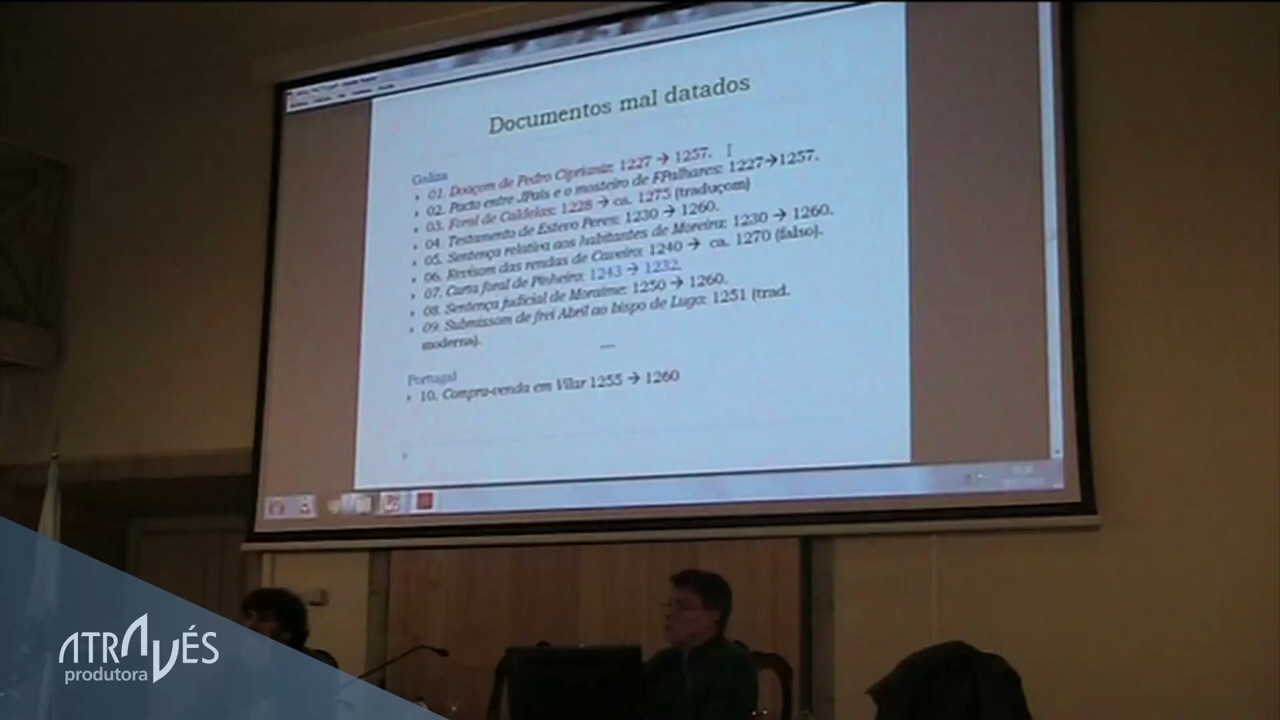 Documentos mal datados
Galiza
01. Douçom de Pedro Ciprianiz: 1227 → 1257.
02. Pacto entre JPais e o mosteiro de FPalhares: 1227→1257.
03. Foral de Caldelas: 1228 → ca. 1275 (traduçom)
04. Testamento de Estevo Peres: 1230 → 1260.
05. Sentença relativa aos habitantes de Moreira: 1230 → 1260.
06. Revisom das rendas de Caveiro: 1240 → ca. 1270 (falso).
07. Carta foral de Pinheiro: 1243 → 1232.
08. Sentença judicial de Moraime: 1250 → 1260.
09. Submissom de frei Abril ao bispo de Lugo: 1251 (trad.
moderna).
...
Portugal
10. Compra-venda em Vilar 1255 → 1260
ATRAVÉS
produtora